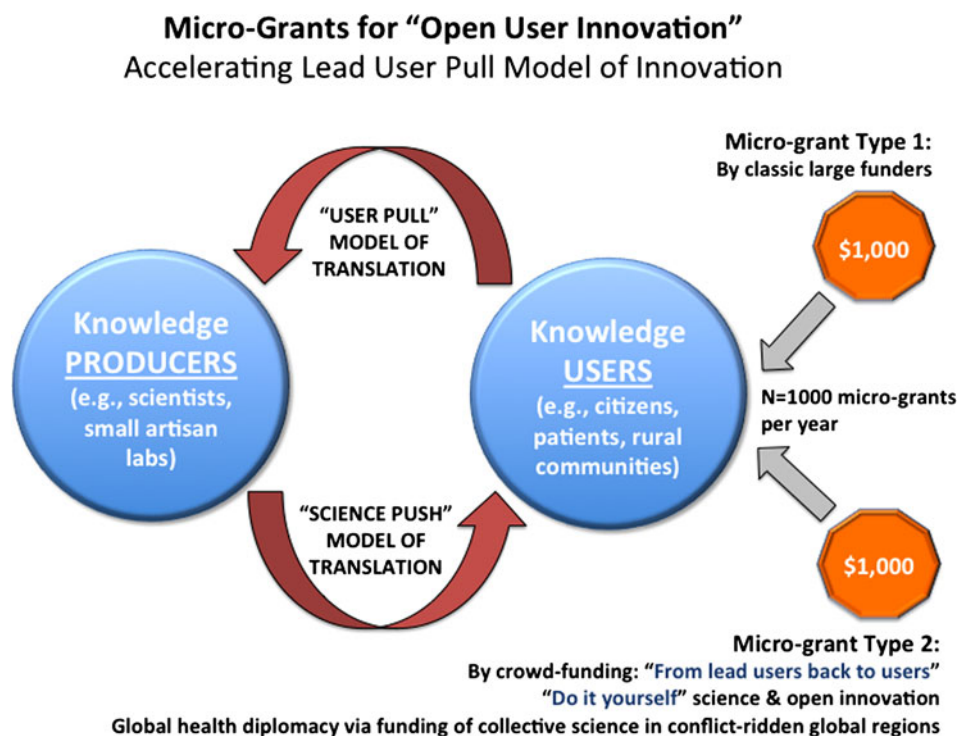 Micro-Grants for “Open User Innovation”
Accelerating Lead User Pull Model of Innovation
Micro-grant Type 1:
By classic large funders
$1,000
“USER PULL”
MODEL OF
TRANSLATION
Knowledge
PRODUCERS
(e.g., scientists,
small artisan
labs)
Knowledge
USERS
(e.g., citizens,
patients, rural
communities)
N=1000 micro-grants
per year
“SCIENCE PUSH”
MODEL OF
TRANSLATION
$1,000
Micro-grant Type 2:
By crowd-funding: “From lead users back to users”
“Do it yourself” science & open innovation
Global health diplomacy via funding of collective science in conflict-ridden global regions